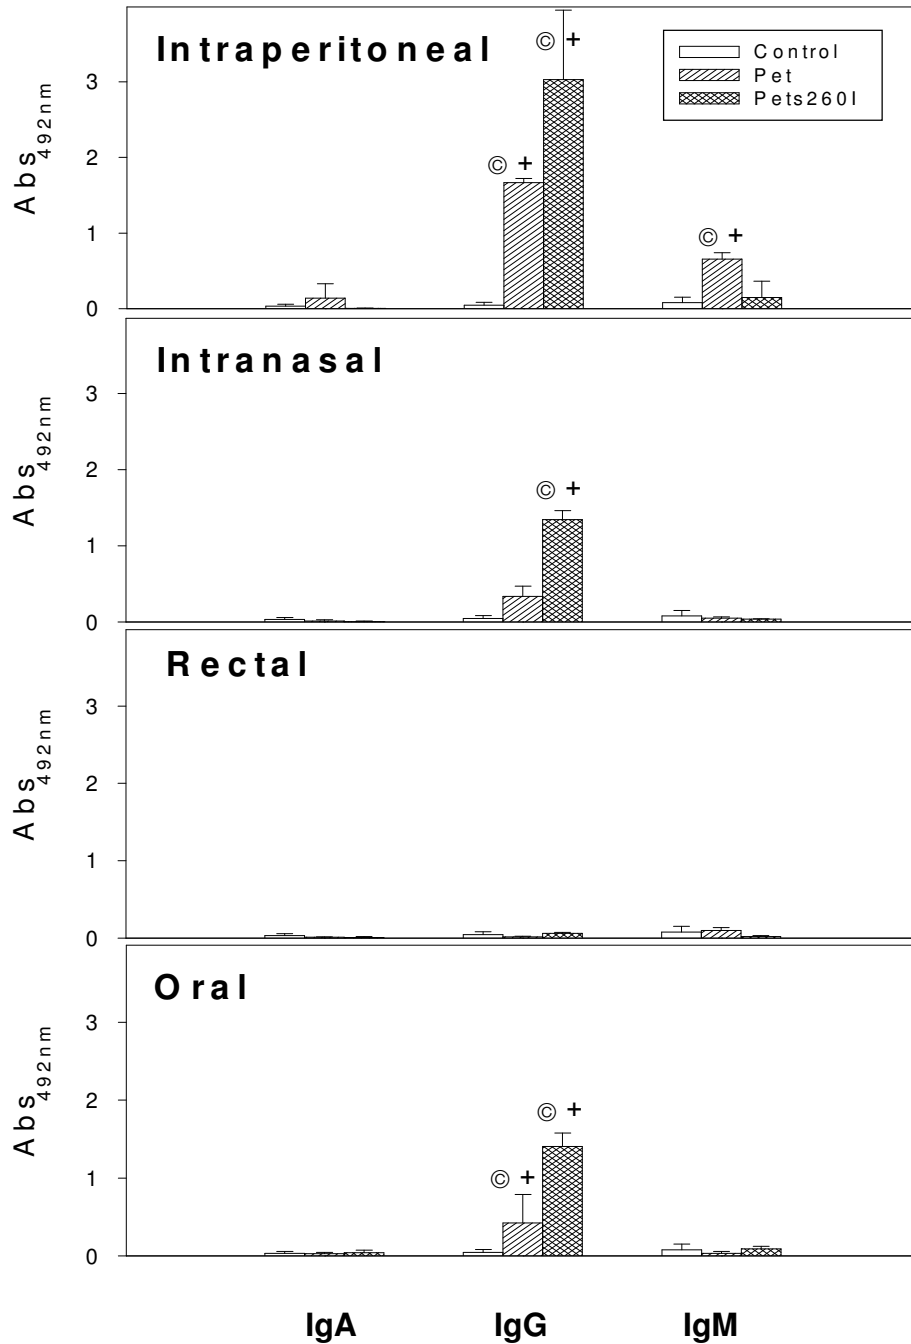 Intraperitoneal
Control
Pet
Pets260I
© +
© +
© +
3
2
1
0
Abs492nm
Intranasal
© +
3
2
1
0
Abs492nm
Rectal
3
2
1
0
Abs492nm
Oral
© +
© +
3
2
1
0
Abs492nm
IgA IgG IgM